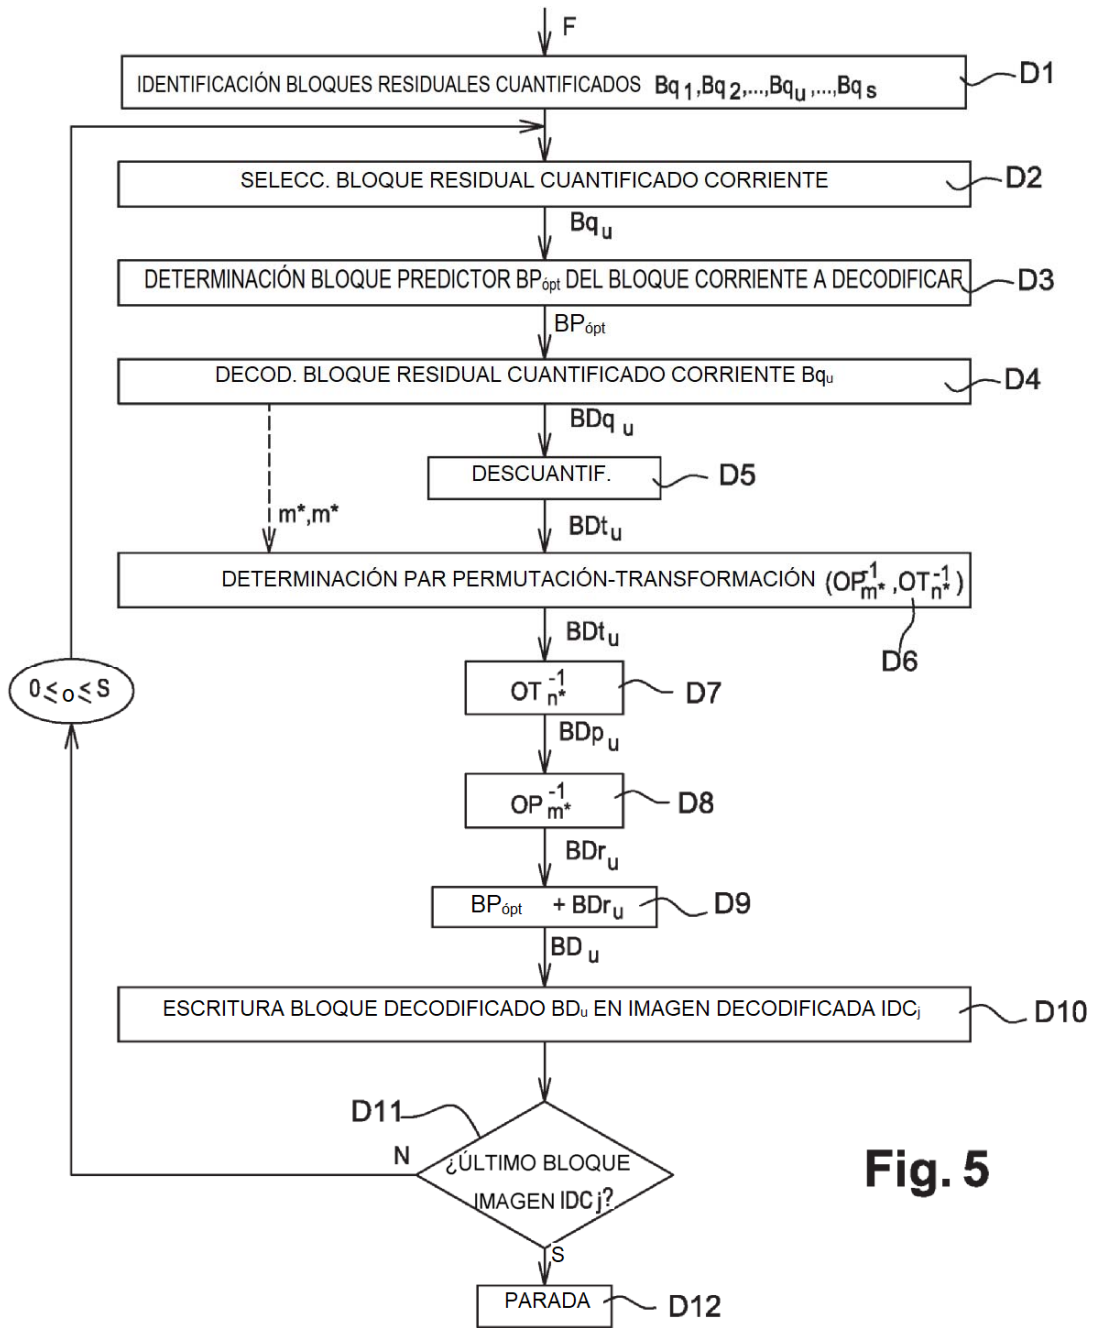 F
IDENTIFICACIÓN BLOQUES RESIDUALES CUANTIFICADOS Bq1,Bq2,...,Bqu,...,Bqs
D1
SELECC. BLOQUE RESIDUAL CUANTIFICADO CORRIENTE
D2
Bqu
DETERMINACIÓN BLOQUE PREDICTOR BPópt DEL BLOQUE CORRIENTE A DECODIFICAR
D3
BPópt
DECOD. BLOQUE RESIDUAL CUANTIFICADO CORRIENTE Bqu
D4
BDqu
DESCUANTIF.
D5
m*,m*
BDtu
DETERMINACIÓN PAR PERMUTACIÓN-TRANSFORMACIÓN (OP-1m*,OT-1n*)
D6
BDtu
0≤o≤S
OT-1n*
D7
BDpu
OP-1m*
D8
BDru
BPópt + BDru
D9
BDu
ESCRITURA BLOQUE DECODIFICADO BDu EN IMAGEN DECODIFICADA IDCj
D10
D11
N
¿ÚLTIMO BLOQUE
IMAGEN IDCj?
Fig. 5
S
PARADA
D12